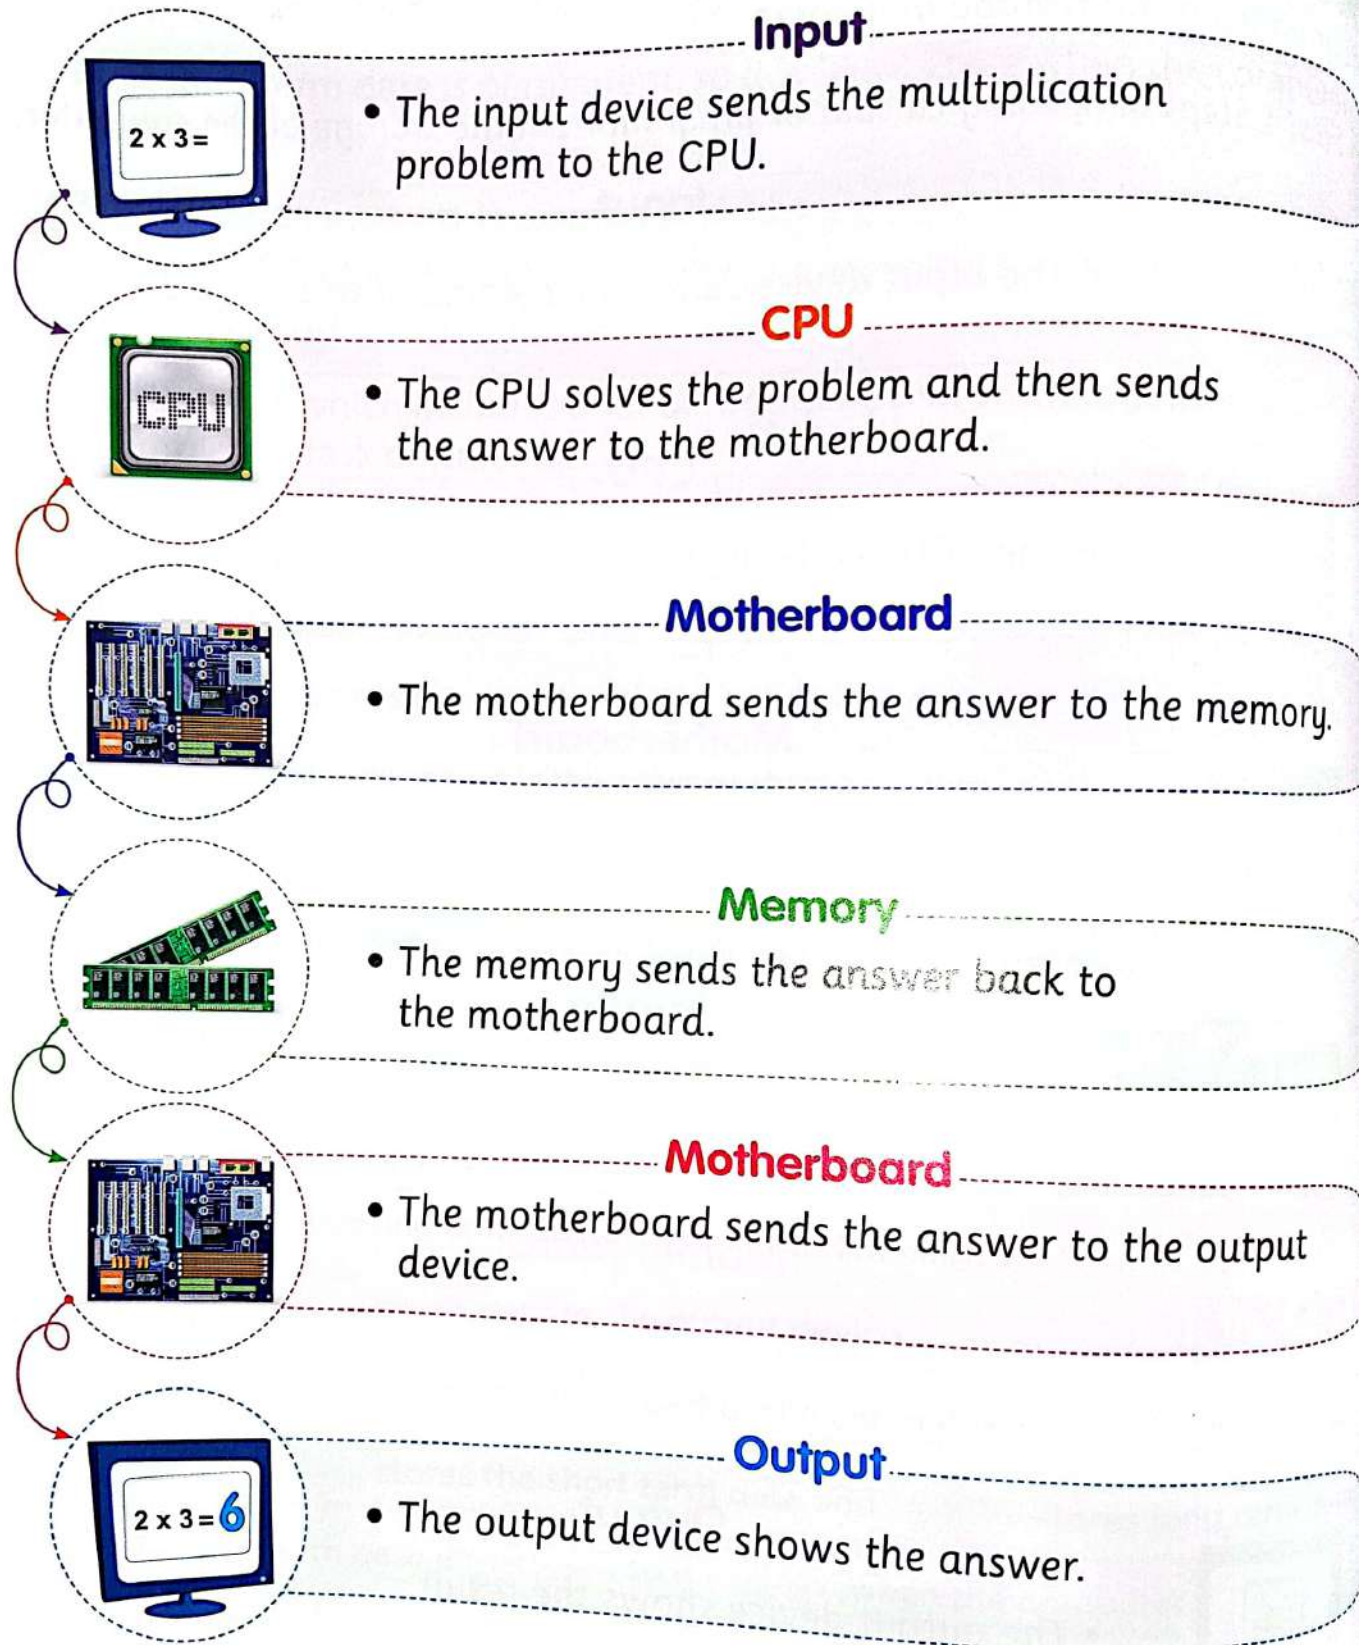 Input
2 x 3 =
• The input device sends the multiplication
problem to the CPU.
CPU
CPU
• The CPU solves the problem and then sends
the answer to the motherboard.
Motherboard
• The motherboard sends the answer to the memory.
Memory
• The memory sends the answer back to
the motherboard.
Motherboard
• The motherboard sends the answer to the output
device.
Output
2 x 3 = 6
• The output device shows the answer.